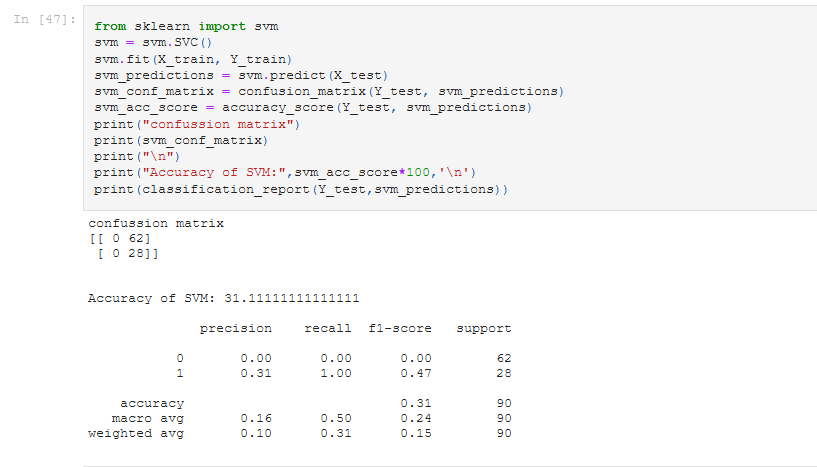 In [47]:
from sklearn import svm
svm = svm.SVC()
svm.fit(X_train, Y_train)
svm_predictions = svm.predict(X_test)
svm_conf_matrix = confusion_matrix(Y_test, svm_predictions)
svm_acc_score = accuracy_score(Y_test, svm_predictions)
print("confussion matrix")
print(svm_conf_matrix)
print("\n")
print("Accuracy of SVM:",svm_acc_score*100,'\n')
print(classification_report(Y_test,svm_predictions))
confussion matrix
[[ 0 62]
 [ 0 28]]
Accuracy of SVM: 31.11111111111111
precision recall f1-score support
0 0.00 0.00 0.00 62
1 0.31 1.00 0.47 28
accuracy 0.31 90
macro avg 0.16 0.50 0.24 90
weighted avg 0.10 0.31 0.15 90